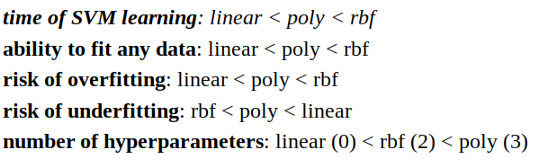 time of SVM learning: linear < poly < rbf
ability to fit any data: linear < poly < rbf
risk of overfitting: linear < poly < rbf
risk of underfitting: rbf < poly < linear
number of hyperparameters: linear (0) < rbf (2) < poly (3)